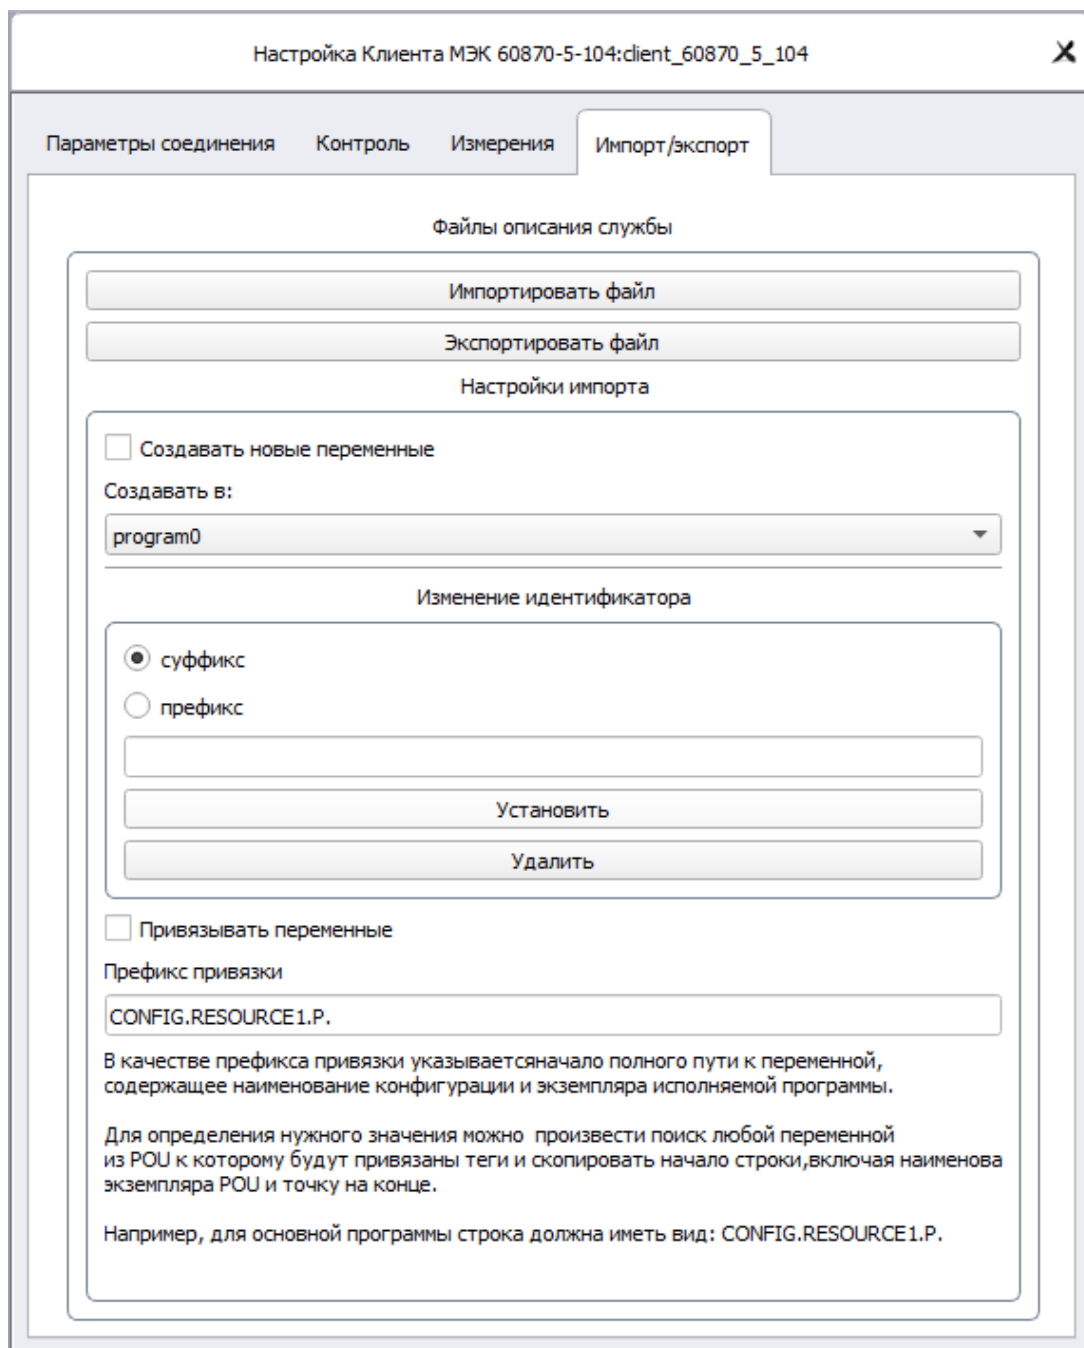 Настройка Клиента МЭК 60870-5-104:client_60870_5_104
Параметры соединения Контроль Измерения Импорт/экспорт
Файлы описания службы
Импортировать файл
Экспортировать файл
Настройки импорта
Создавать новые переменные
Создавать в:
program0
Изменение идентификатора
суффикс
префикс
Установить
Удалить
Привязывать переменные
Префикс привязки
CONFIG.RESOURCE1.P.
В качестве префикса привязки указываетсяначало полного пути к переменной,
содержащее наименование конфигурации и экземпляра исполняемой программы.
Для определения нужного значения можно  произвести поиск любой переменной
из POU к которому будут привязаны теги и скопировать начало строки,включая наименова
экземпляра POU и точку на конце.
Например, для основной программы строка должна иметь вид: CONFIG.RESOURCE1.P.